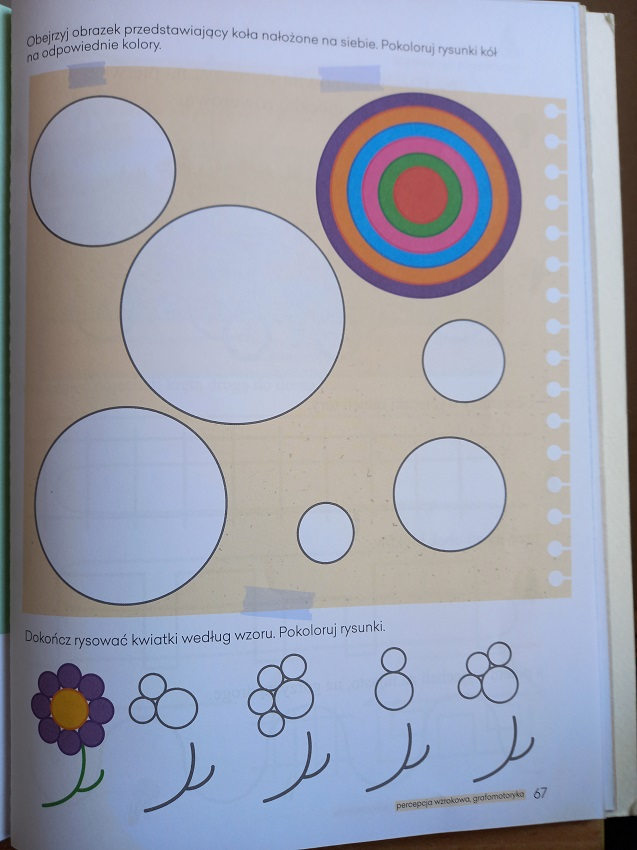 Obejrzyj obrazek przedstawiający koła nałożone na siebie. Pokoloruj rysunki kół
na odpowiednie kolory.
Dokończ rysować kwiatki według wzoru. Pokoloruj rysunki.
percepcja wzrokowa, grafomotoryka 67